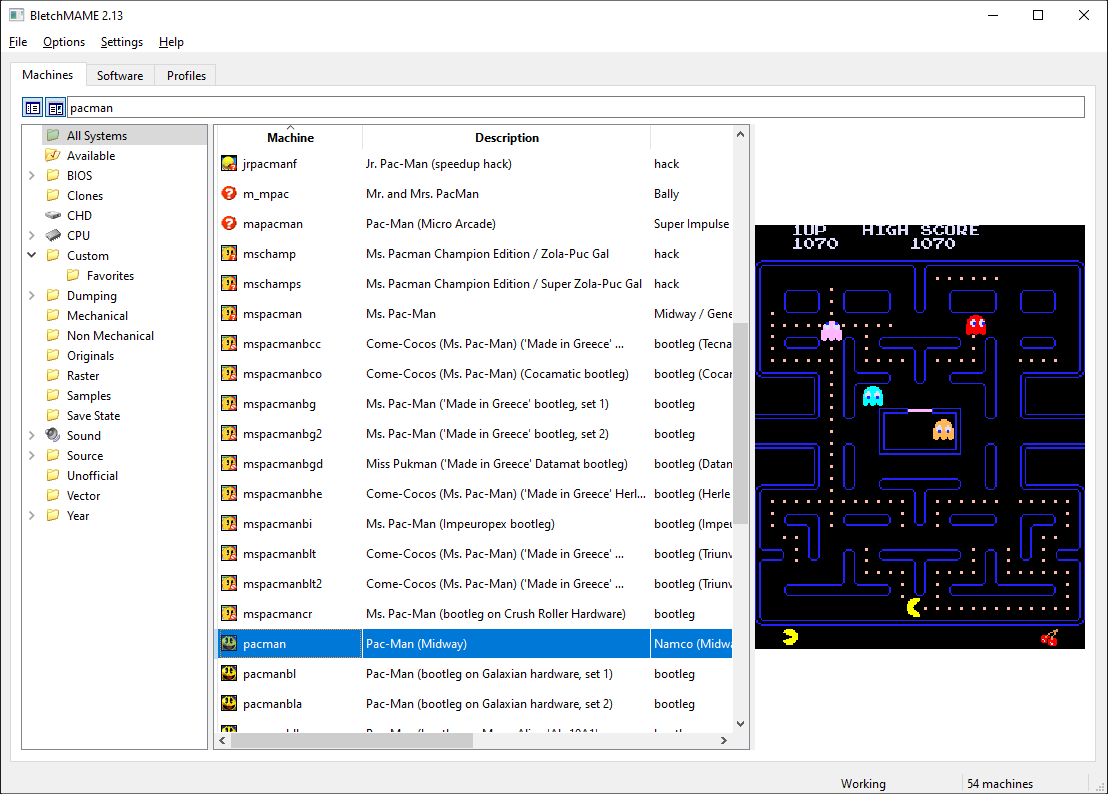 BletchMAME 2.13
File Options Settings Help
Machines Software Profiles
pacman
All Systems
Available
BIOS
Clones
CHD
CPU
Custom
Favorites
Dumping
Mechanical
Non Mechanical
Originals
Raster
Samples
Save State
Sound
Source
Unofficial
Vector
Year
Machine Description
jrpacmanf Jr. Pac-Man (speedup hack) hack
m_mpac Mr. and Mrs. PacMan Bally
mapacman Pac-Man (Micro Arcade) Super Impulse
mschamp Ms. Pacman Champion Edition / Zola-Puc Gal hack
mschamps Ms. Pacman Champion Edition / Super Zola-Puc Gal hack
mspacman Ms. Pac-Man Midway / Gene
mspacmanbcc Come-Cocos (Ms. Pac-Man) ('Made in Greece' ... bootleg (Tecna
mspacmanbco Come-Cocos (Ms. Pac-Man) (Cocamatic bootleg) bootleg (Cocar
mspacmanbg Ms. Pac-Man ('Made in Greece' bootleg, set 1) bootleg
mspacmanbg2 Ms. Pac-Man ('Made in Greece' bootleg, set 2) bootleg
mspacmanbgd Miss Pukman ('Made in Greece' Datamat bootleg) bootleg (Datan
mspacmanbhe Come-Cocos (Ms. Pac-Man) ('Made in Greece' Herl... bootleg (Herle
mspacmanbi Ms. Pac-Man (Impeuropex bootleg) bootleg (Impeu
mspacmanblt Come-Cocos (Ms. Pac-Man) ('Made in Greece' ... bootleg (Triunv
mspacmanblt2 Come-Cocos (Ms. Pac-Man) ('Made in Greece' ... bootleg (Triunv
mspacmancr Ms. Pac-Man (bootleg on Crush Roller Hardware) bootleg
pacman Pac-Man (Midway) Namco (Midwa
pacmanbl Pac-Man (bootleg on Galaxian hardware, set 1) bootleg
pacmanbla Pac-Man (bootleg on Galaxian hardware, set 2) bootleg
1UP HIGH SCORE
1070 1070
Working 54 machines